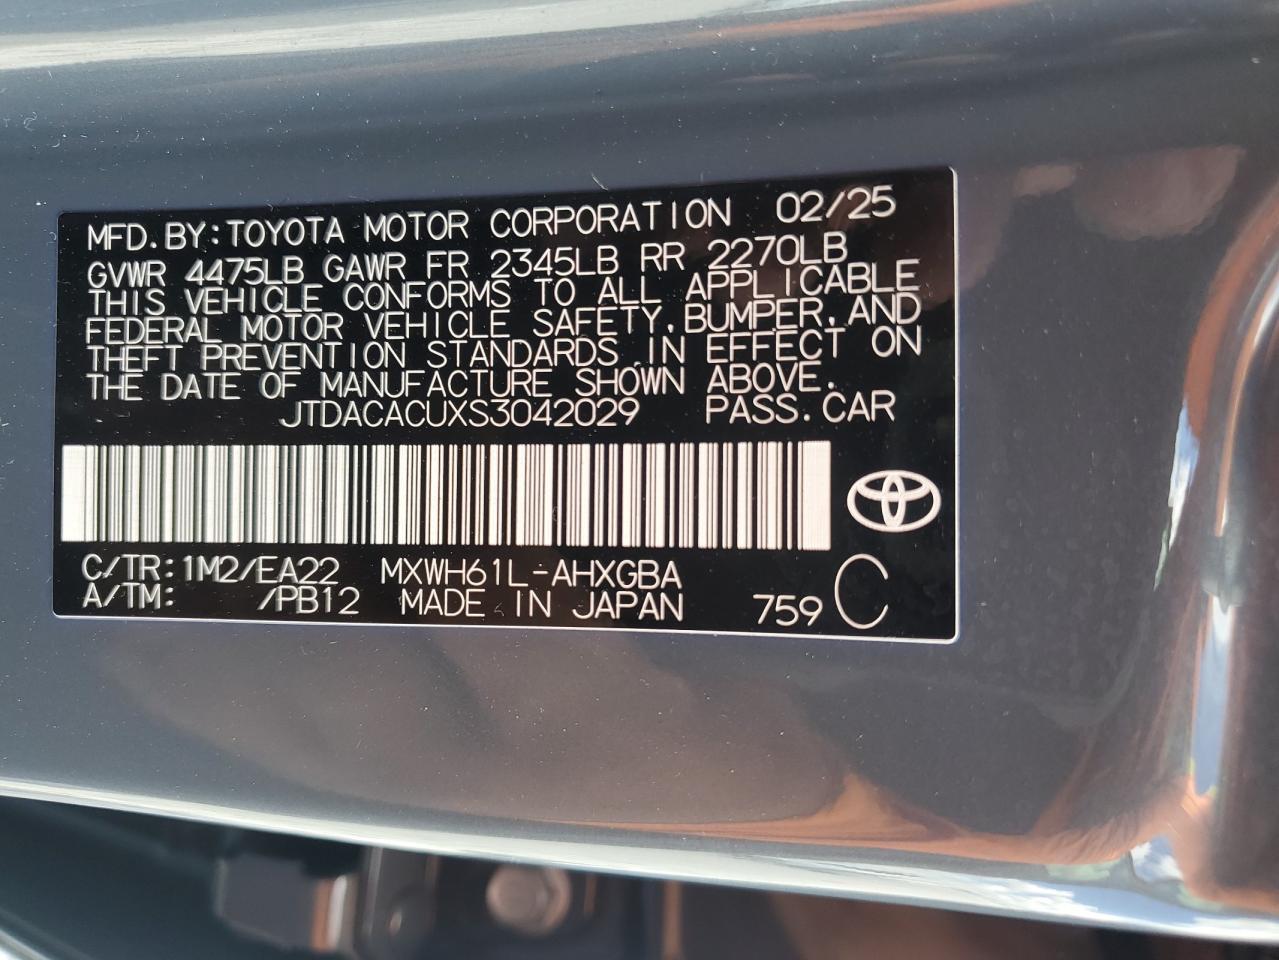 MFD.BY:TOYOTA MOTOR CORPORATION 02/25
GVWR 4475LB GAWR FR 2345LB RR 2270LB
THIS VEHICLE CONFORMS TO ALL APPLICABLE
FEDERAL MOTOR VEHICLE SAFETY,BUMPER,AND
THEFT PREVENTION STANDARDS IN EFFECT ON
THE DATE OF MANUFACTURE SHOWN ABOVE.
JTDACACUXS3042029 PASS.CAR
C/TR:1M2/EA22 MXWH61L-AHXGBA
A/TM: /PB12 MADE IN JAPAN 759 C